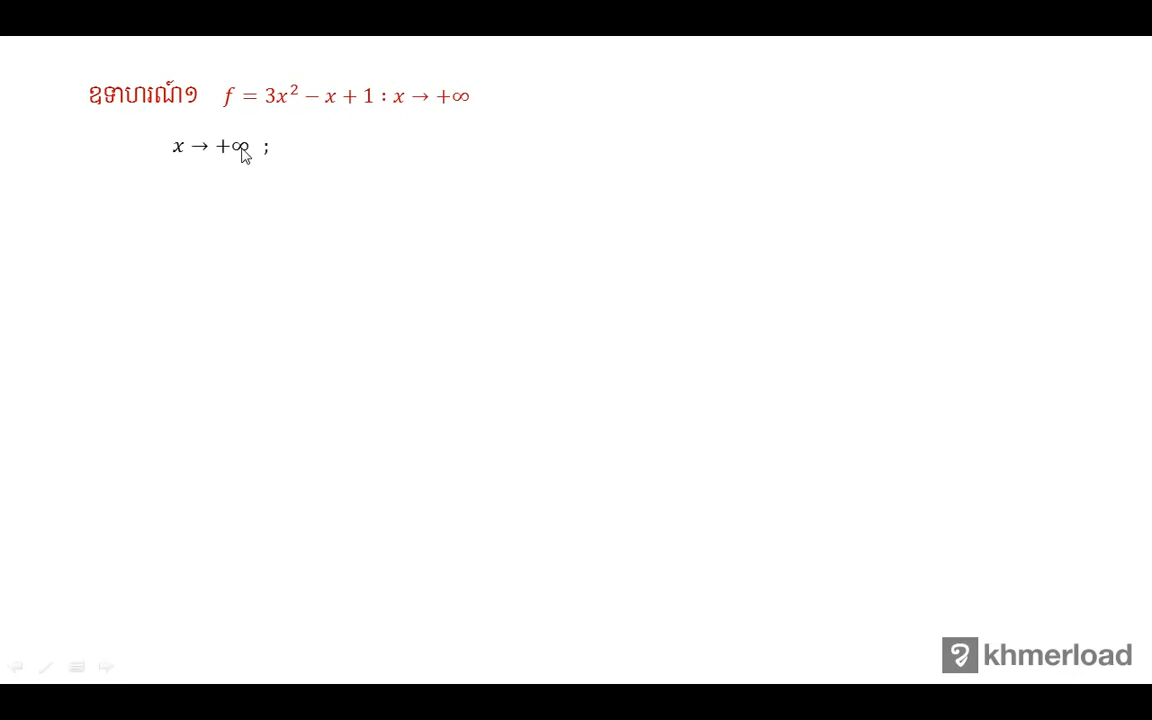 ឧទាហរណ៍១ f = 3x² − x + 1 : x → +∞
x → +∞ ;
khmerload